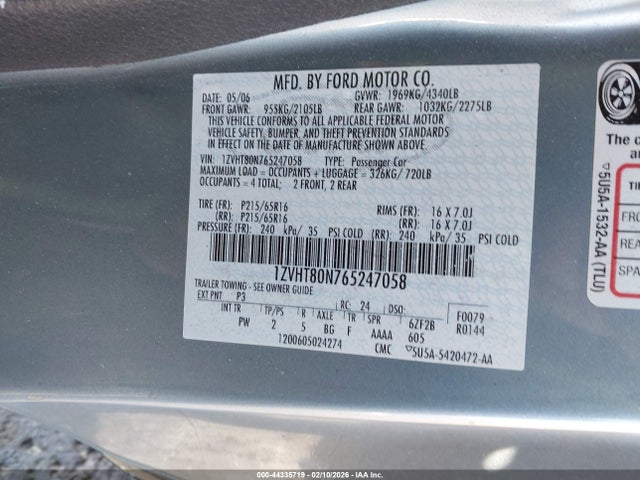 MFD. BY FORD MOTOR CO.
DATE: 05/06 GVWR: 1969KG/4340LB
FRONT GAWR: 955KG/2105LB REAR GAWR: 1032KG/2275LB
THIS VEHICLE CONFORMS TO ALL APPLICABLE FEDERAL MOTOR
VEHICLE SAFETY, BUMPER, AND THEFT PREVENTION STANDARDS
IN EFFECT ON THE DATE OF MANUFACTURE SHOWN ABOVE.
VIN: 1ZVHT80N765247058 TYPE: Passenger Car
MAXIMUM LOAD = OCCUPANTS + LUGGAGE = 326KG/720LB
OCCUPANTS = 4 TOTAL; 2 FRONT, 2 REAR
TIRE (FR): P215/65R16 RIMS (FR): 16 X 7.0J
(RR): P215/65R16 (RR): 16 X 7.0J
PRESSURE (FR): 240 kPa/35 PSI COLD (RR): 240 kPa/35 PSI COLD
1ZVHT80N765247058
TRAILER TOWING - SEE OWNER GUIDE
EXT PNT P3 RC: 24 DSO: F0079
INT TR TP/PS R AXLE TR SPR 6ZF2B R0144
PW 2 5 BG F AAAA 605
1200605024274 CMC ▽5U5A-5420472-AA
The c
a
TI
FRO
REA
SPA
▽5U5A-1532-AA (TLU)
000-44335719 - 02/10/2026 - IAA Inc.